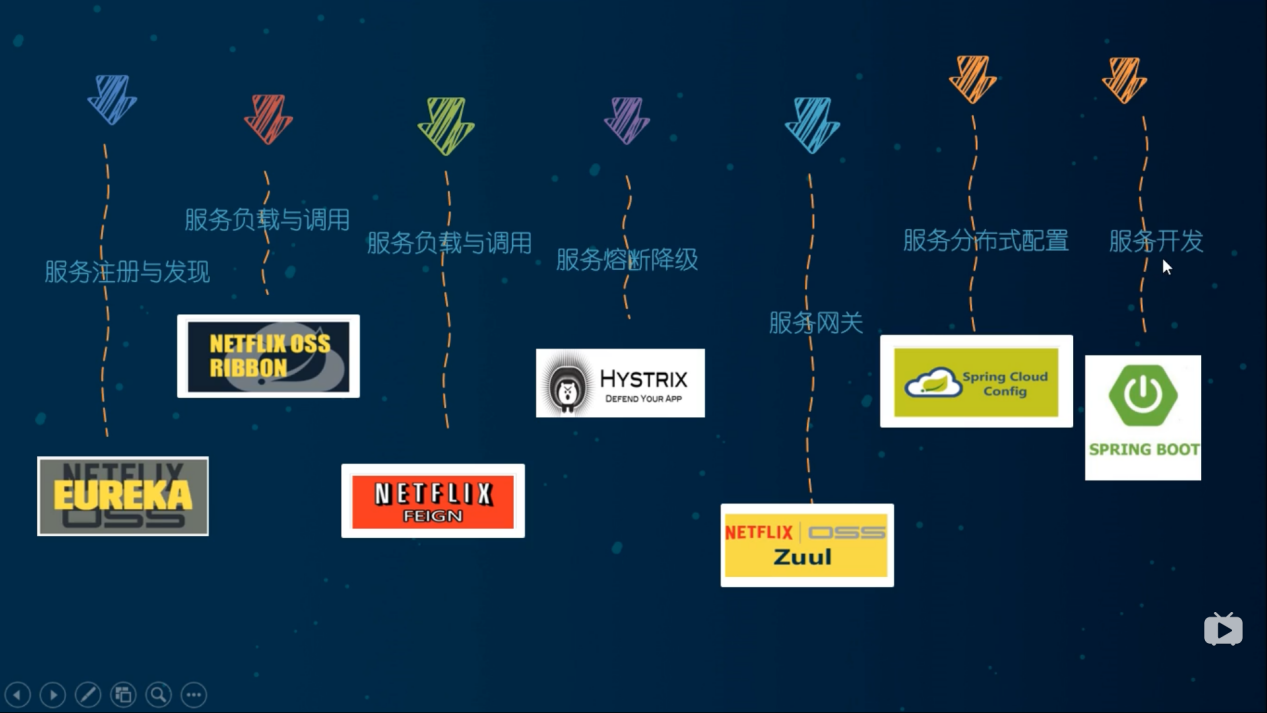 服务注册与发现
NETFLIX
EUREKA
OSS
服务负载与调用
NETFLIX OSS
RIBBON
服务负载与调用
NETFLIX
FEIGN
服务熔断降级
HYSTRIX
DEFEND YOUR APP
服务网关
NETFLIX | OSS
Zuul
服务分布式配置
Spring Cloud
Config
服务开发
SPRING BOOT